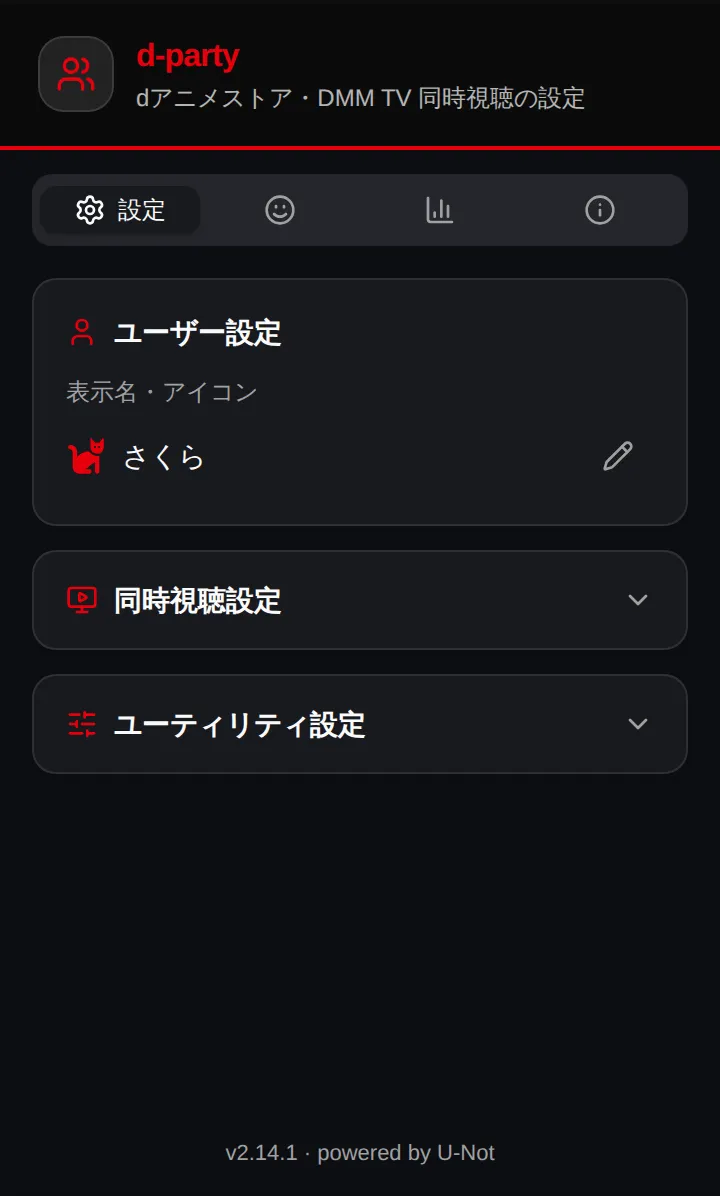 d-party
dアニメストア・DMM TV 同時視聴の設定
設定
ユーザー設定
表示名・アイコン
さくら
同時視聴設定
ユーティリティ設定
v2.14.1 · powered by U-Not